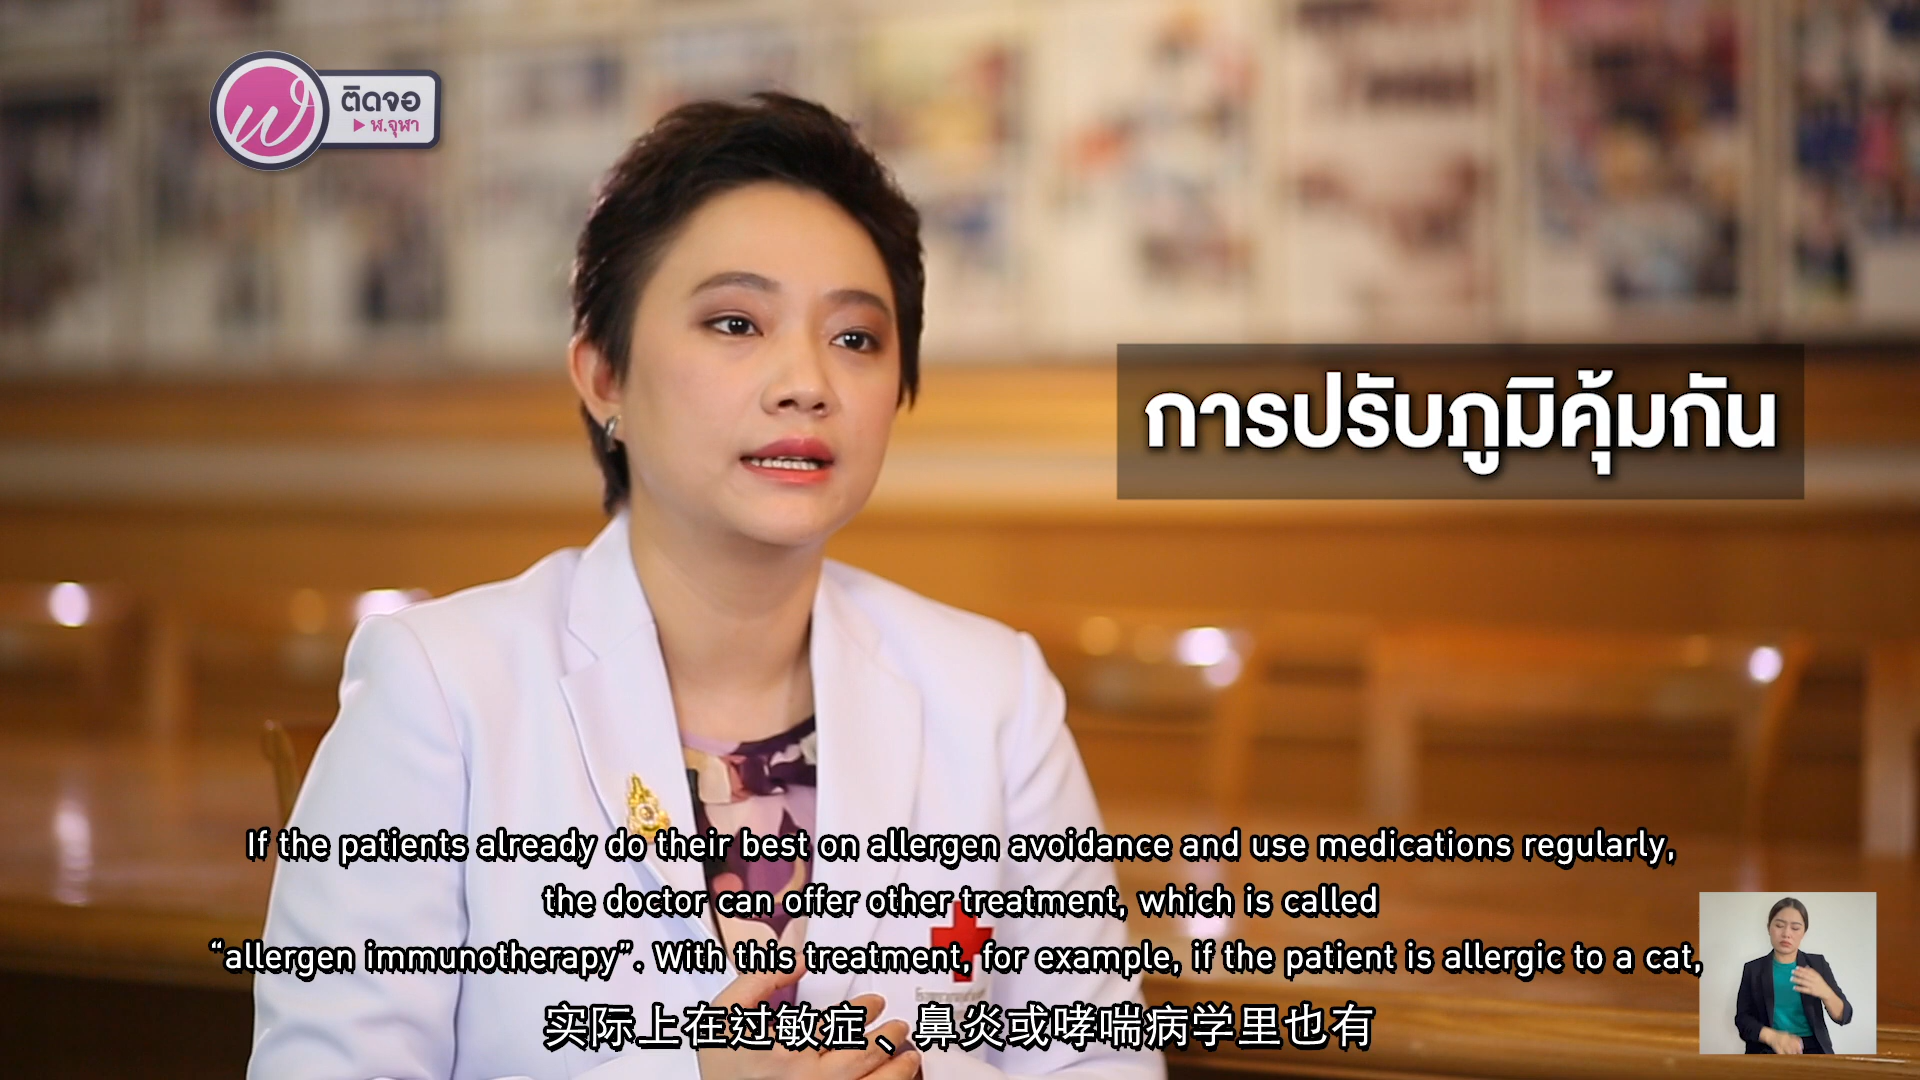 ติดจอ
ฬ.จุฬา
การปรับภูมิคุ้มกัน
If the patients already do their best on allergen avoidance and use medications regularly,
the doctor can offer other treatment, which is called
“allergen immunotherapy”. With this treatment, for example, if the patient is allergic to a cat,
实际上在过敏症、鼻炎或哮喘病学里也有